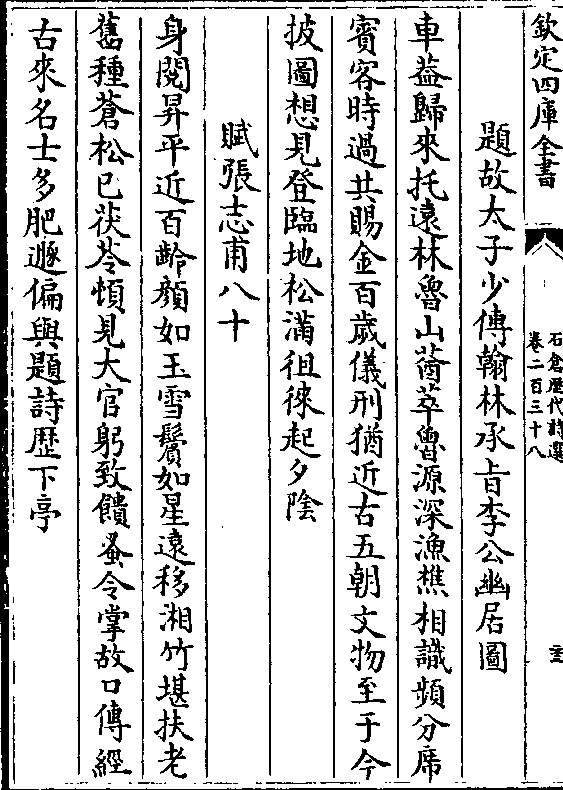 欽定四庫全書
石倉歴代詩選
卷二百三十八
題故太子少傅翰林承㫖李公幽居圖
車葢歸來托遠林魯山蒼萃魯源深漁樵相識頻分席
賓客時過共賜金百歲儀刑猶近古五朝文物至于今
披圖想見登臨地松滿徂徠起夕陰
賦張志甫八十
身閲昇平近百齡顔如玉雪鬢如星遠移湘竹堪扶老
舊種蒼松已茯苓頓見大官躬致饋蚤令掌故口傳經
古來名士多肥遯偏與題詩歴下亭